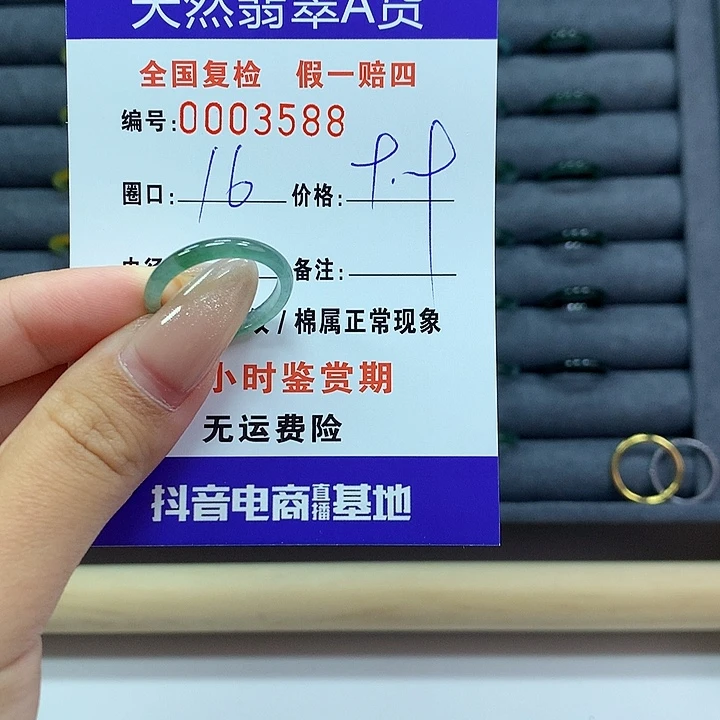 天然翡翠A货
全国复检 假一赔四
编号:0003588
圈口: 16 价格:
备注:
/ 棉属正常现象
小时鉴赏期
无运费险
抖音电商直播基地